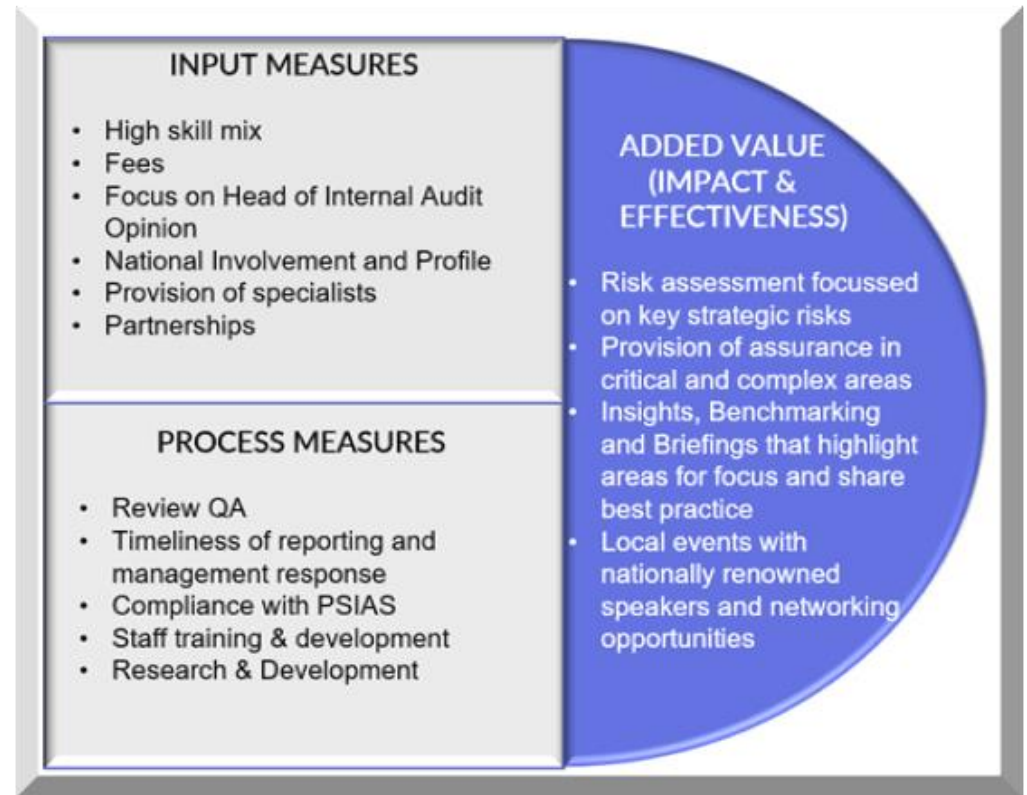 INPUT MEASURES
• High skill mix
• Fees
• Focus on Head of Internal Audit
Opinion
• National Involvement and Profile
• Provision of specialists
• Partnerships
PROCESS MEASURES
• Review QA
• Timeliness of reporting and
management response
• Compliance with PSIAS
• Staff training & development
• Research & Development
ADDED VALUE
(IMPACT &
EFFECTIVENESS)
• Risk assessment focussed
on key strategic risks
• Provision of assurance in
critical and complex areas
• Insights, Benchmarking
and Briefings that highlight
areas for focus and share
best practice
• Local events with
nationally renowned
speakers and networking
opportunities